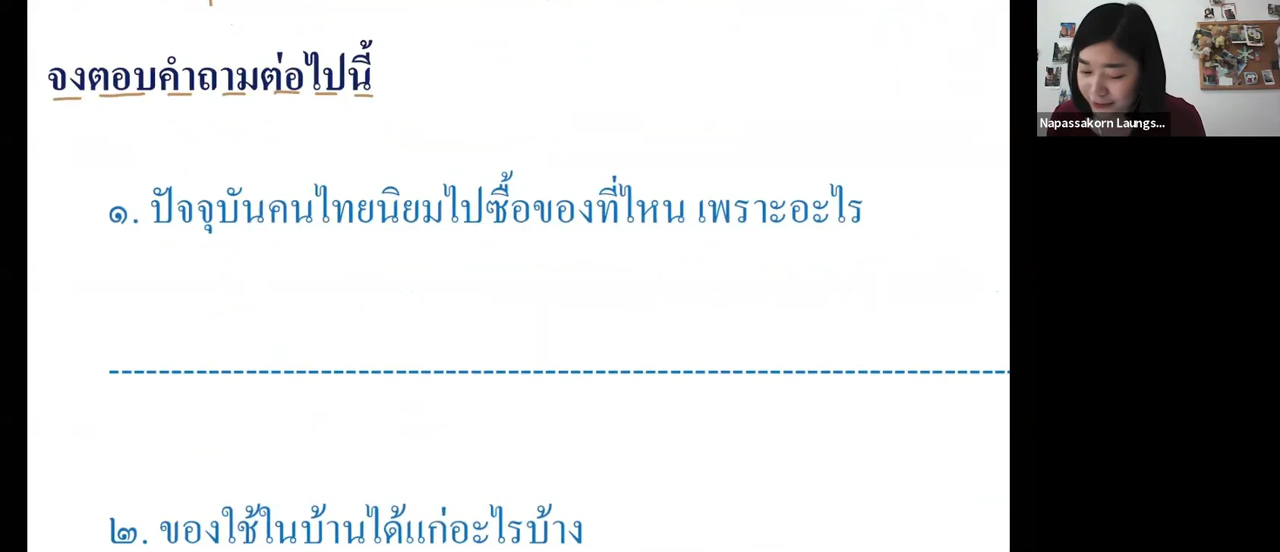 จงตอบคำถามต่อไปนี้
Napassakorn Laungs...
๑. ปัจจุบันคนไทยนิยมไปซื้อของที่ไหน เพราะอะไร
๒. ของใช้ในบ้านได้แก่อะไรบ้าง